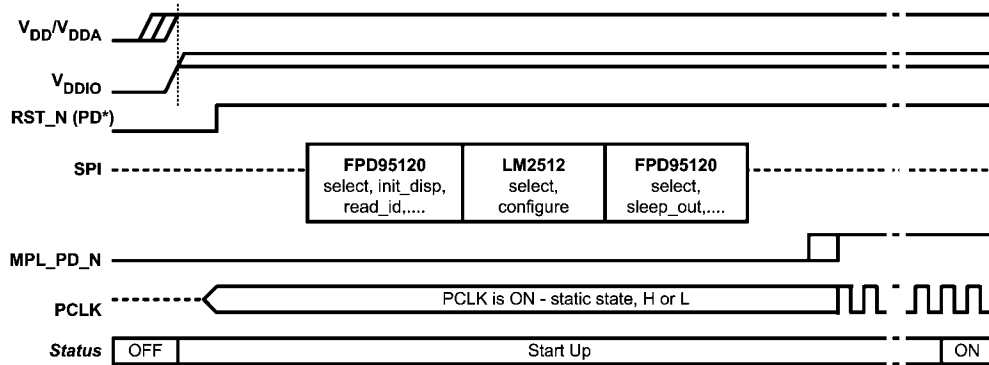 VDD/VDDA
VDDIO
RST_N (PD*)
SPI
FPD95120
select, init_disp,
read_id,....
LM2512
select,
configure
FPD95120
select,
sleep_out,....
MPL_PD_N
PCLK
PCLK is ON - static state, H or L
Status
OFF
Start Up
ON